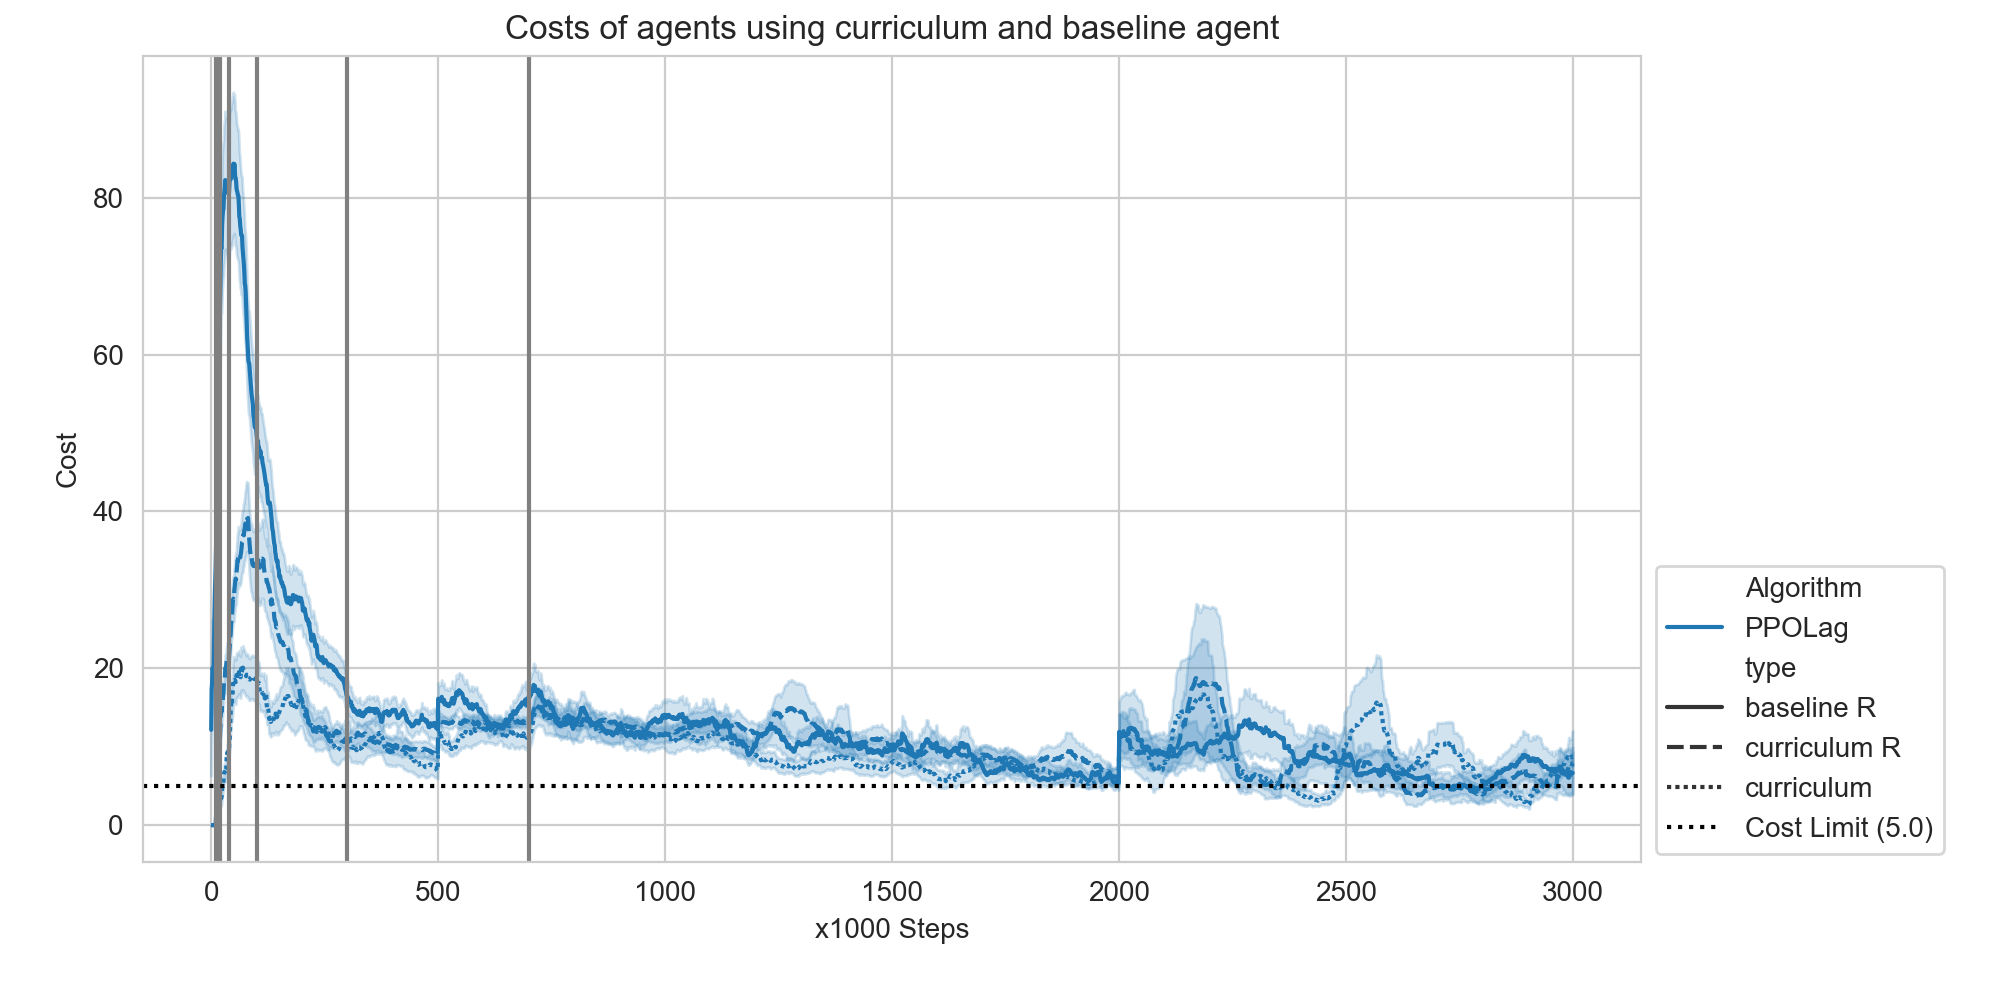 Costs of agents using curriculum and baseline agent
Cost
80
60
40
20
0
0 500 1000 1500 2000 2500 3000
x1000 Steps
Algorithm
PPOLag
type
baseline R
curriculum R
curriculum
Cost Limit (5.0)